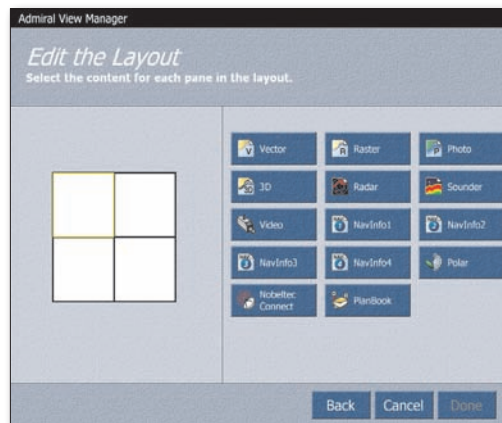 Admiral View Manager
Edit the Layout
Select the content for each pane in the layout.
Vector
Raster
Photo
3D
Radar
Sounder
Video
NavInfo1
NavInfo2
NavInfo3
NavInfo4
Polar
Nobeltec
Connect
PlanBook
Back
Cancel
Done